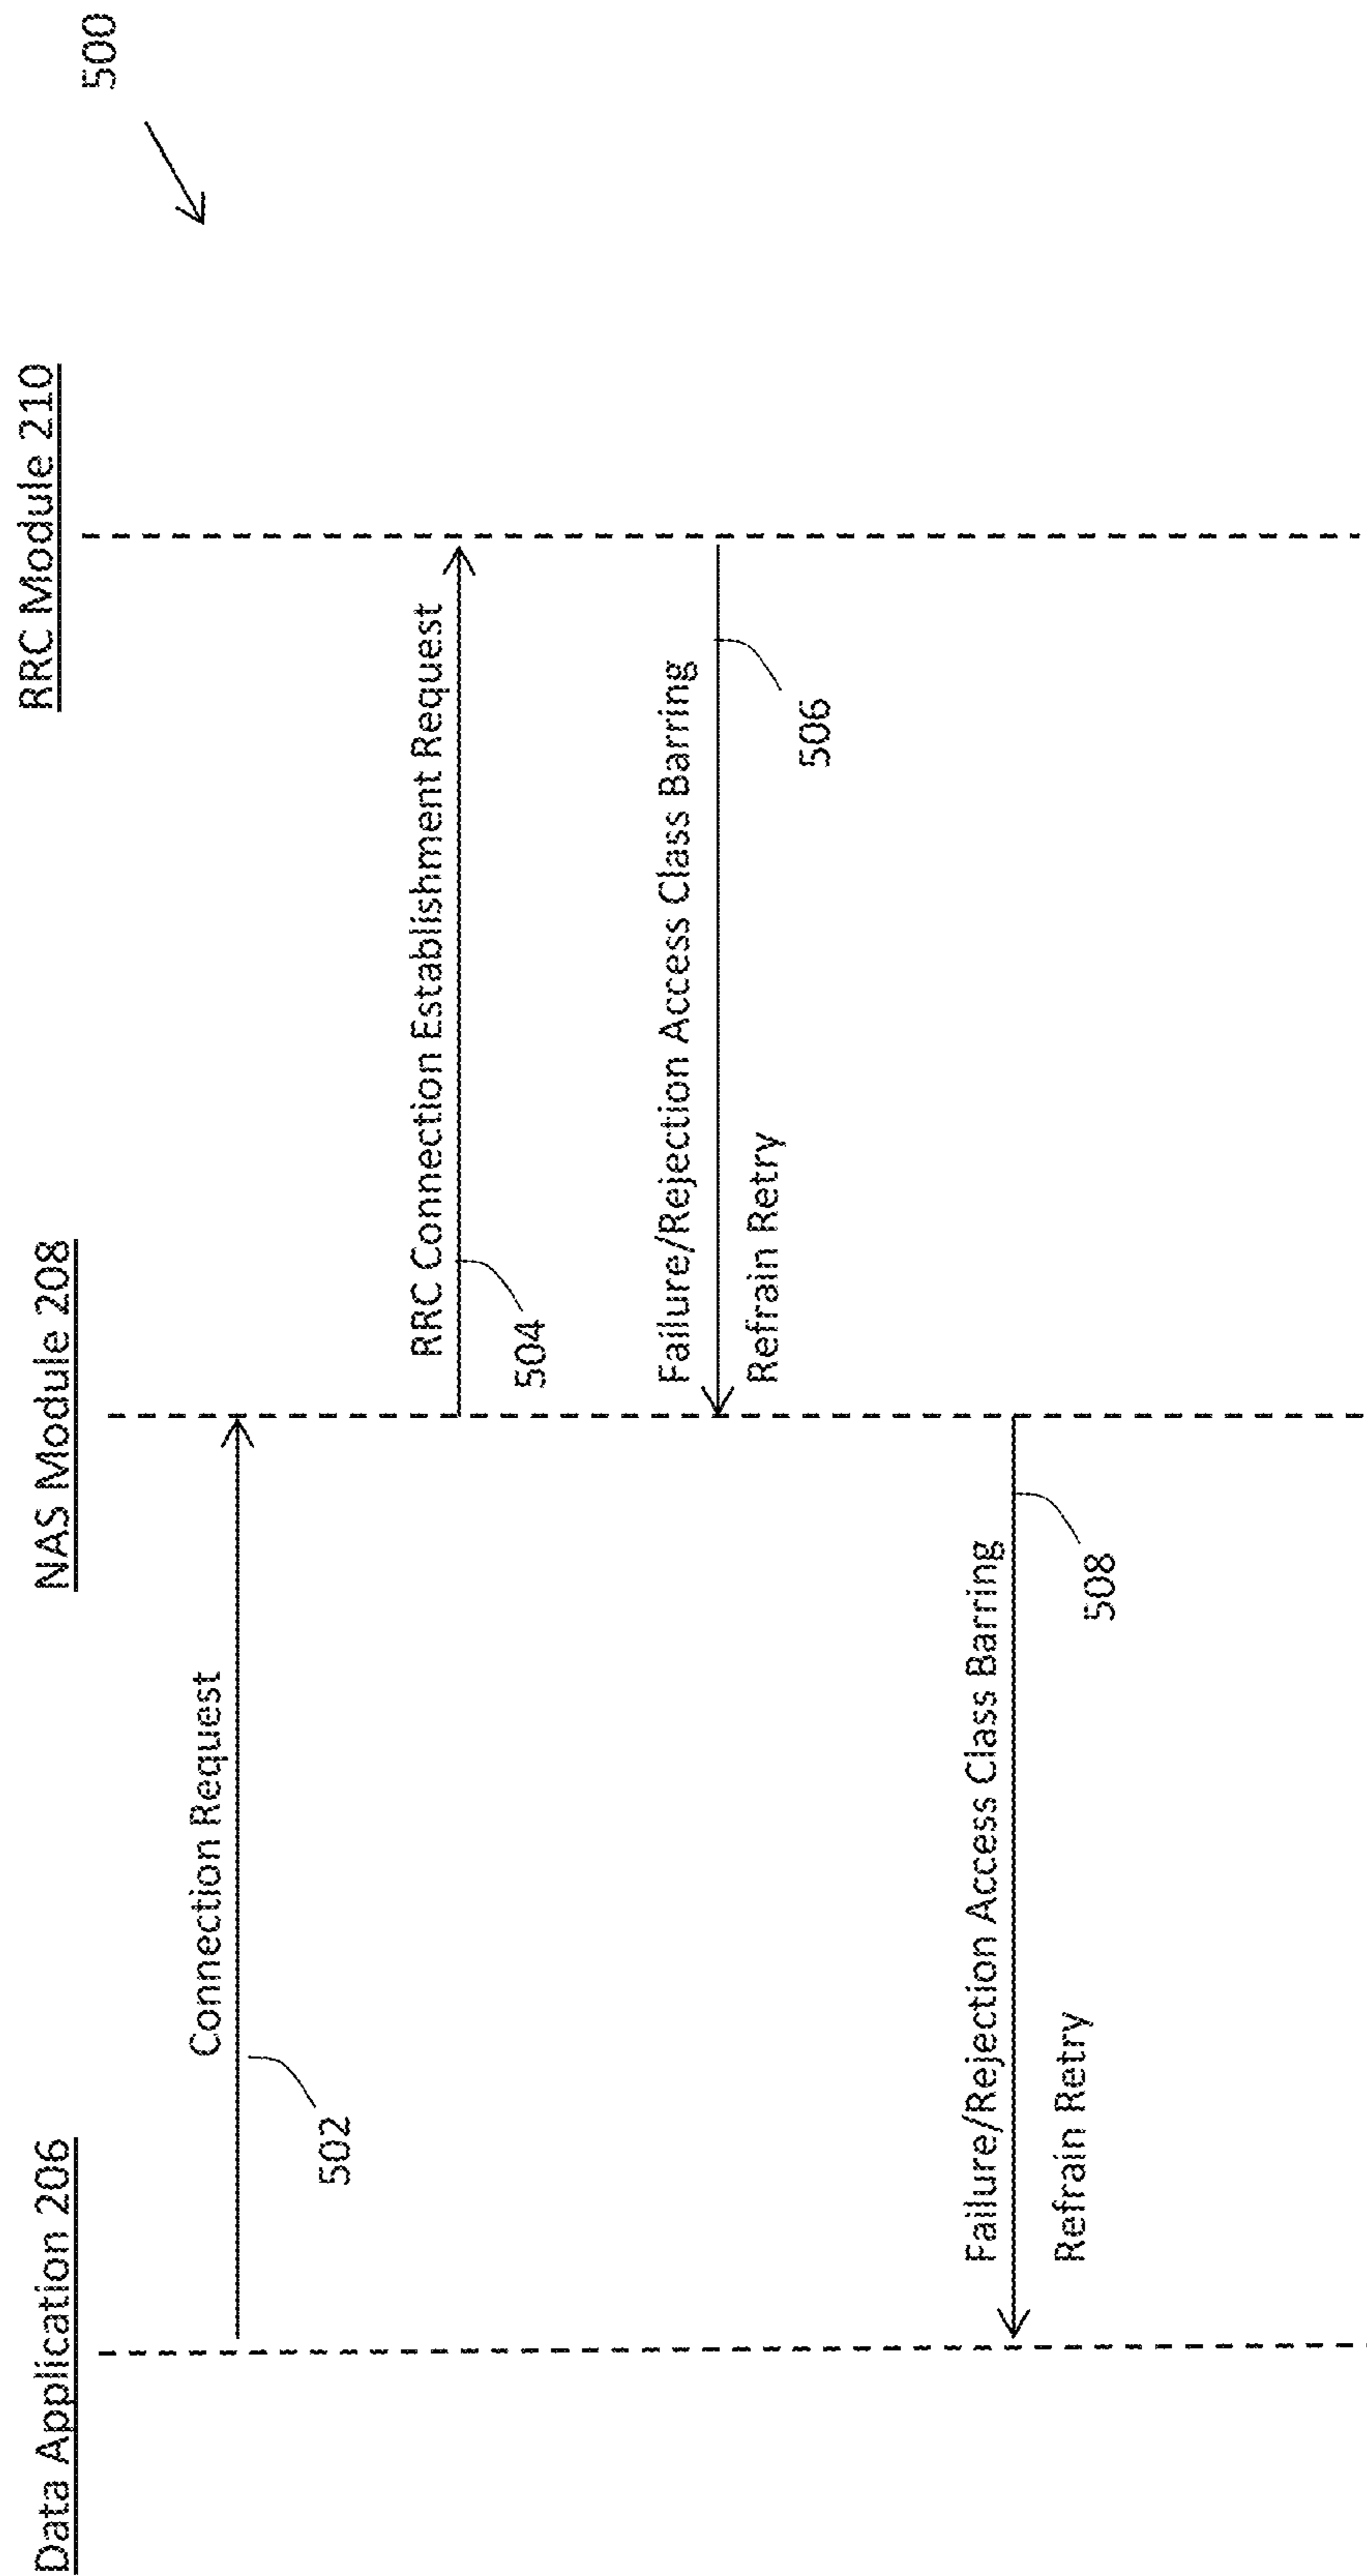 500
Data Application 206
NAS Module 208
RRC Module 210
Connection Request
502
RRC Connection Establishment Request
504
Failure/Rejection Access Class Barring
506
Refrain Retry
Failure/Rejection Access Class Barring
508
Refrain Retry